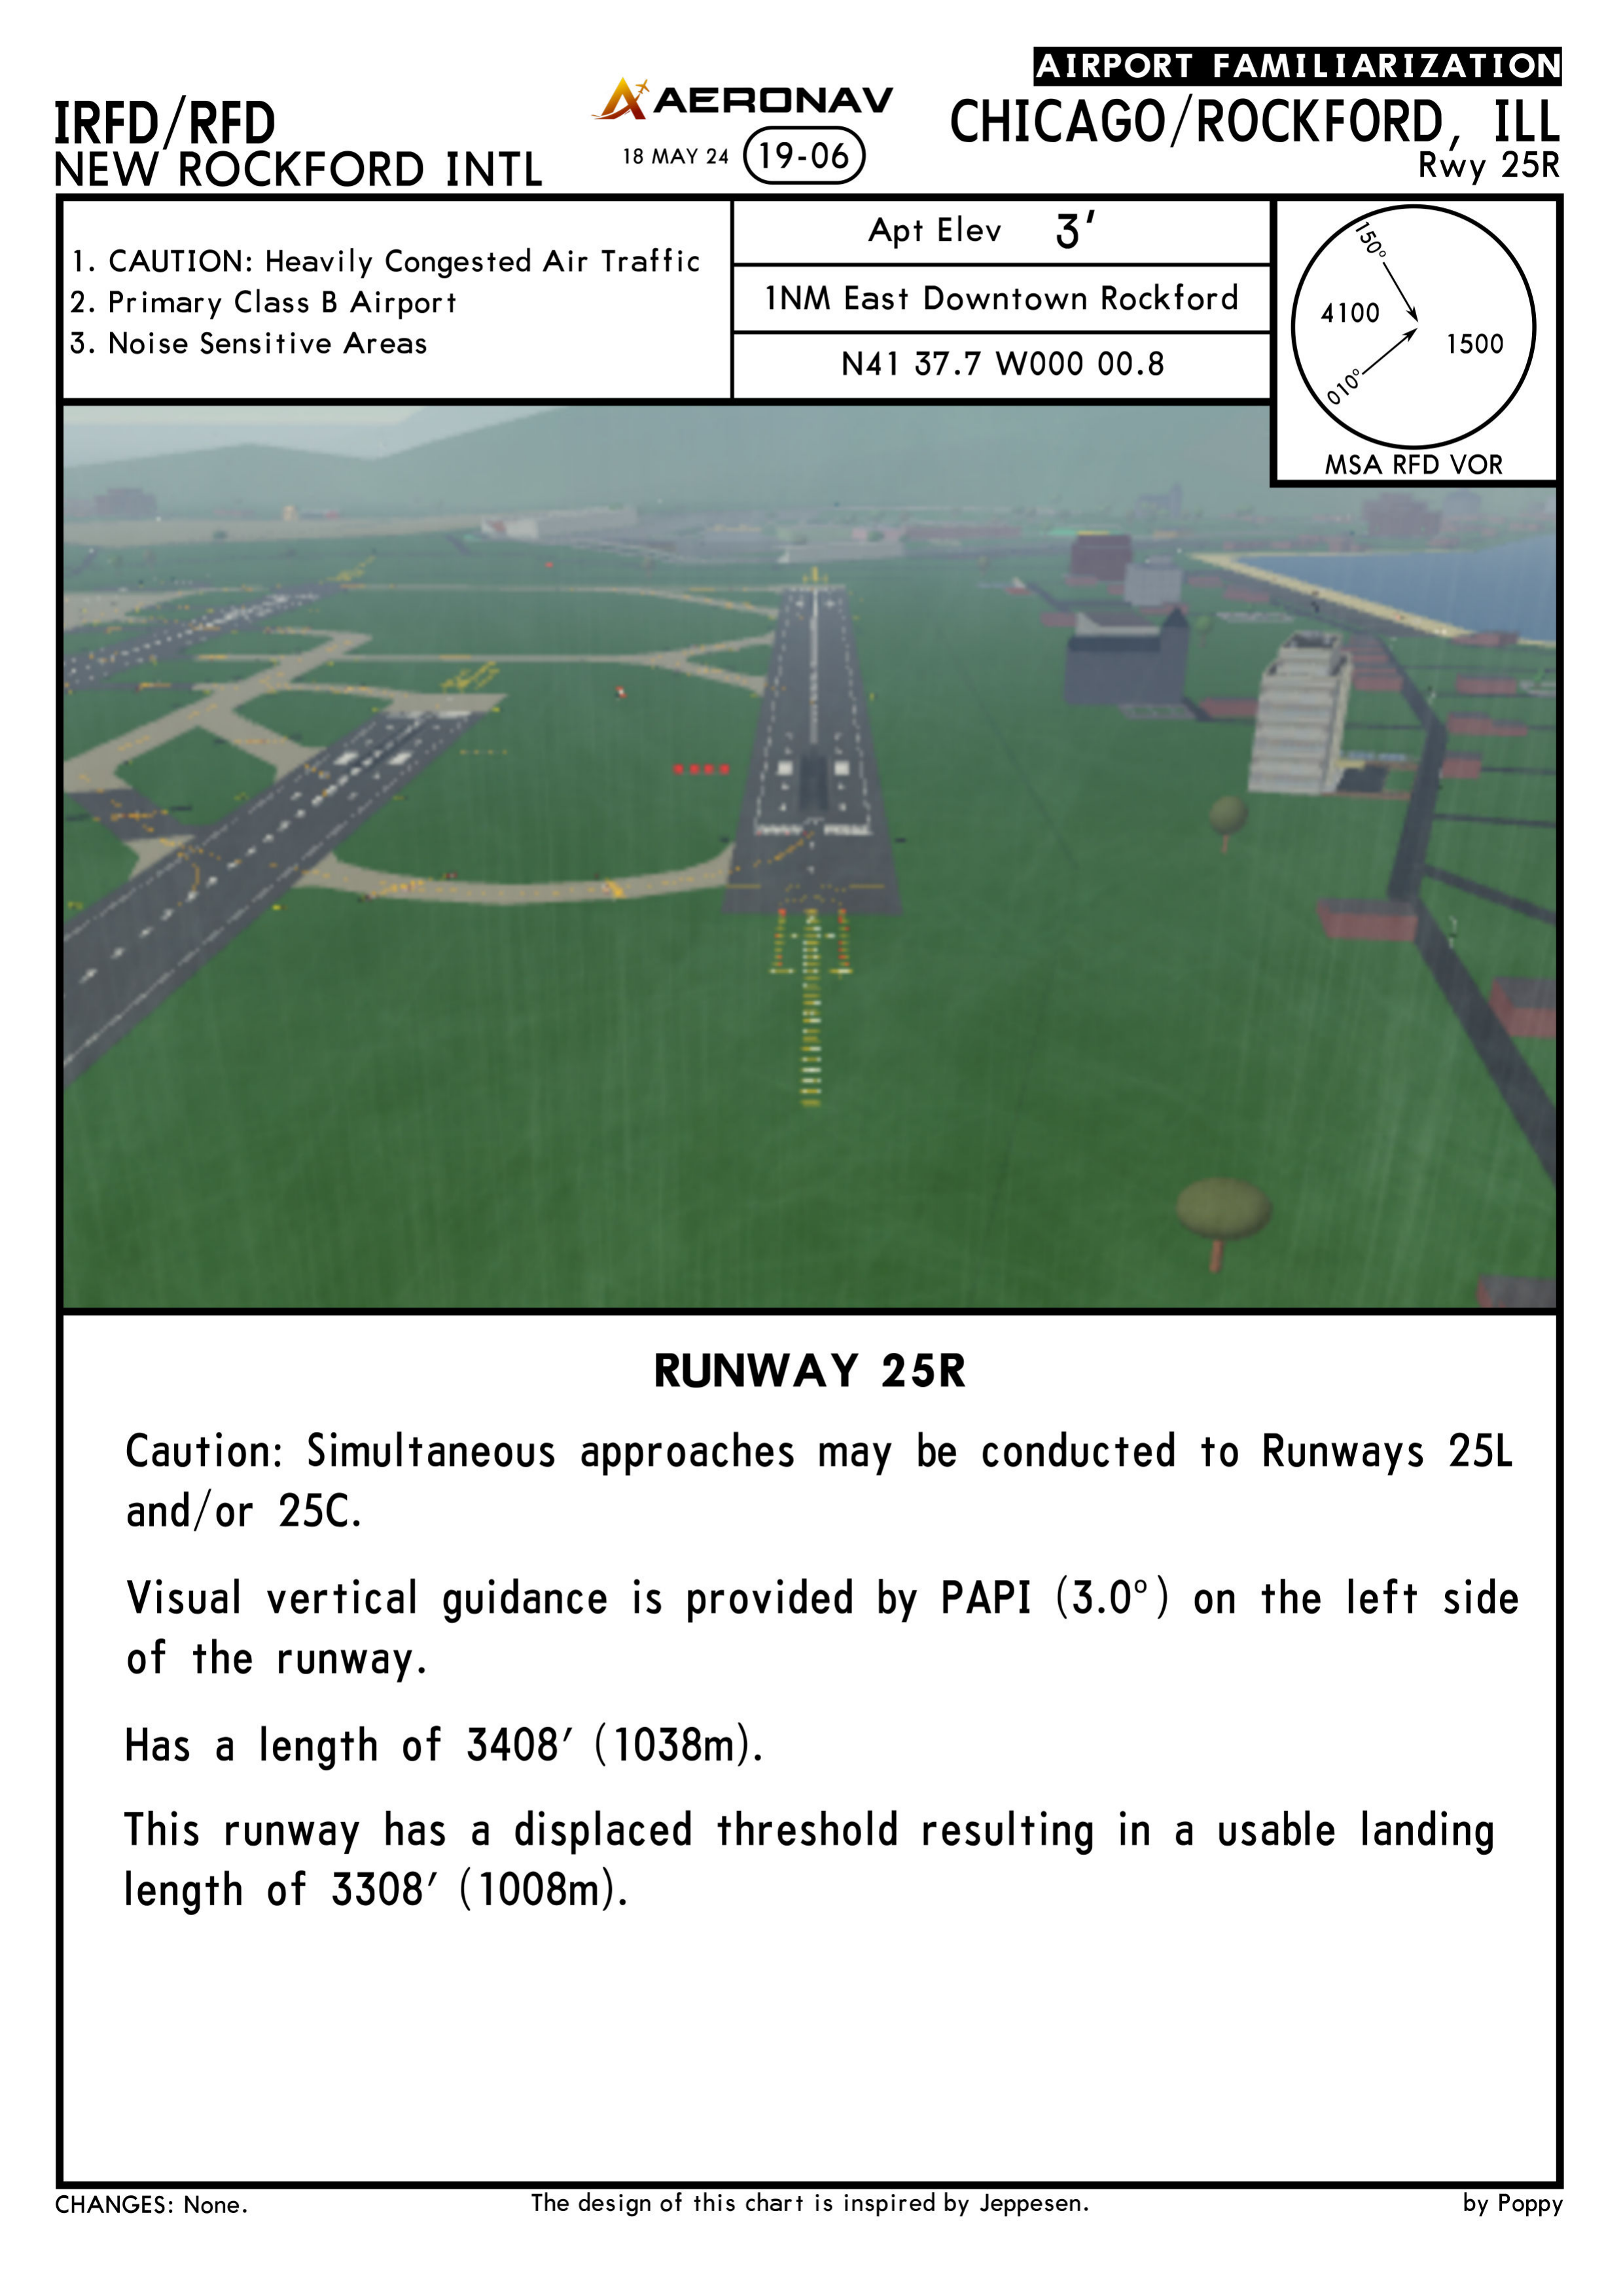 AIRPORT FAMILIARIZATION
IRFD/RFD
NEW ROCKFORD INTL
AERONAV
18 MAY 24 19-06
CHICAGO/ROCKFORD, ILL
Rwy 25R
1. CAUTION: Heavily Congested Air Traffic
2. Primary Class B Airport
3. Noise Sensitive Areas
Apt Elev 3'
1NM East Downtown Rockford
N41 37.7 W000 00.8
150°
4100
1500
010°
MSA RFD VOR
RUNWAY 25R
Caution: Simultaneous approaches may be conducted to Runways 25L
and/or 25C.
Visual vertical guidance is provided by PAPI (3.0°) on the left side
of the runway.
Has a length of 3408' (1038m).
This runway has a displaced threshold resulting in a usable landing
length of 3308' (1008m).
CHANGES: None.
The design of this chart is inspired by Jeppesen.
by Poppy